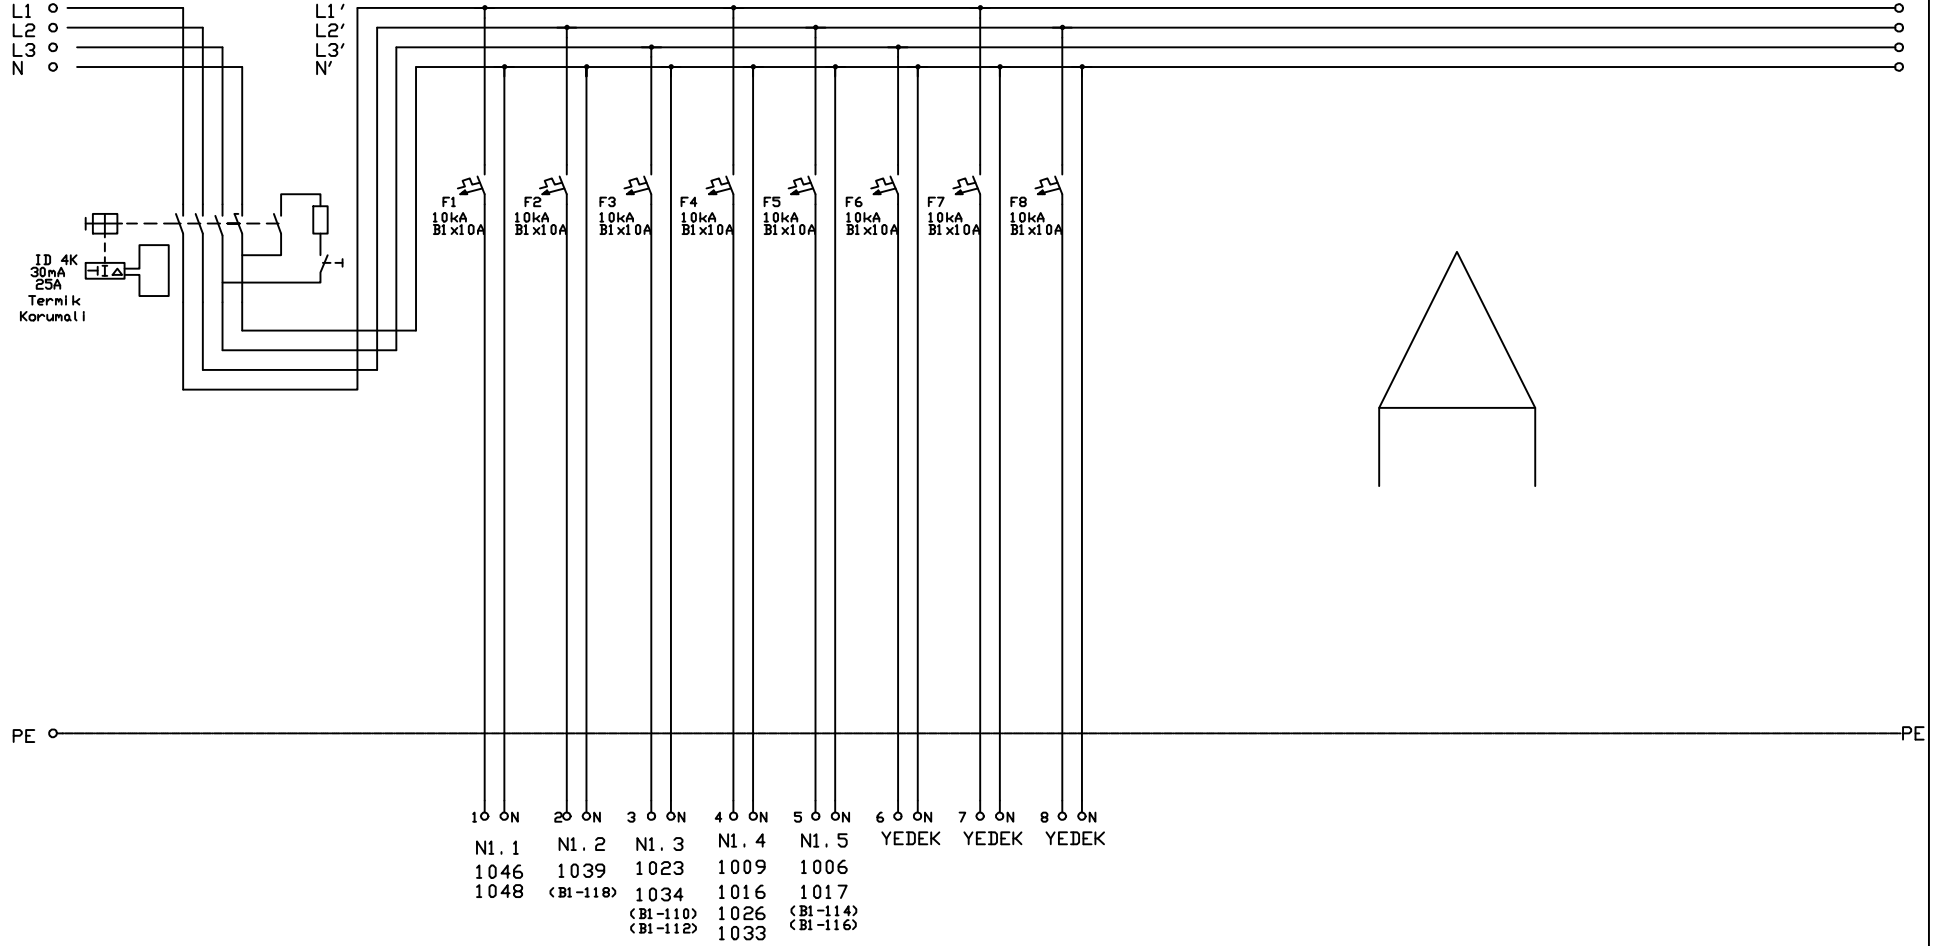 L1 L1'
L2 L2'
L3 L3'
N N'
F1 F2 F3 F4 F5 F6 F7 F8
10kA 10kA 10kA 10kA 10kA 10kA 10kA 10kA
B1x10A B1x10A B1x10A B1x10A B1x10A B1x10A B1x10A B1x10A
ID 4K
30mA
25A
Termik
Korumali
PE PE
1 N 2 N 3 N 4 N 5 N 6 N 7 N 8 N
N1.1 N1.2 N1.3 N1.4 N1.5 YEDEK YEDEK YEDEK
1046 1039 1023 1009 1006
1048 (B1-118) 1034 1016 1017
(B1-110) 1026 (B1-114)
(B1-112) 1033 (B1-116)